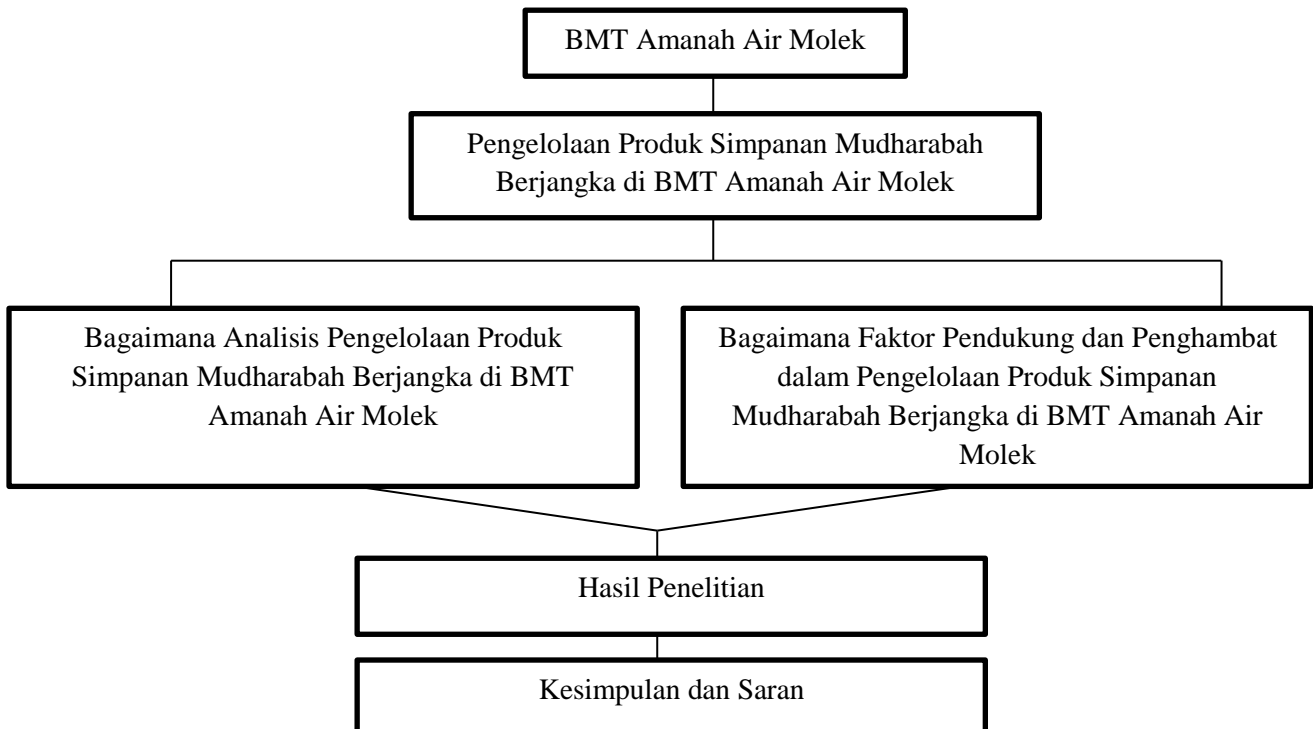 BMT Amanah Air Molek
Pengelolaan Produk Simpanan Mudharabah
Berjangka di BMT Amanah Air Molek
Bagaimana Analisis Pengelolaan Produk
Simpanan Mudharabah Berjangka di BMT
Amanah Air Molek
Bagaimana Faktor Pendukung dan Penghambat
dalam Pengelolaan Produk Simpanan
Mudharabah Berjangka di BMT Amanah Air
Molek
Hasil Penelitian
Kesimpulan dan Saran